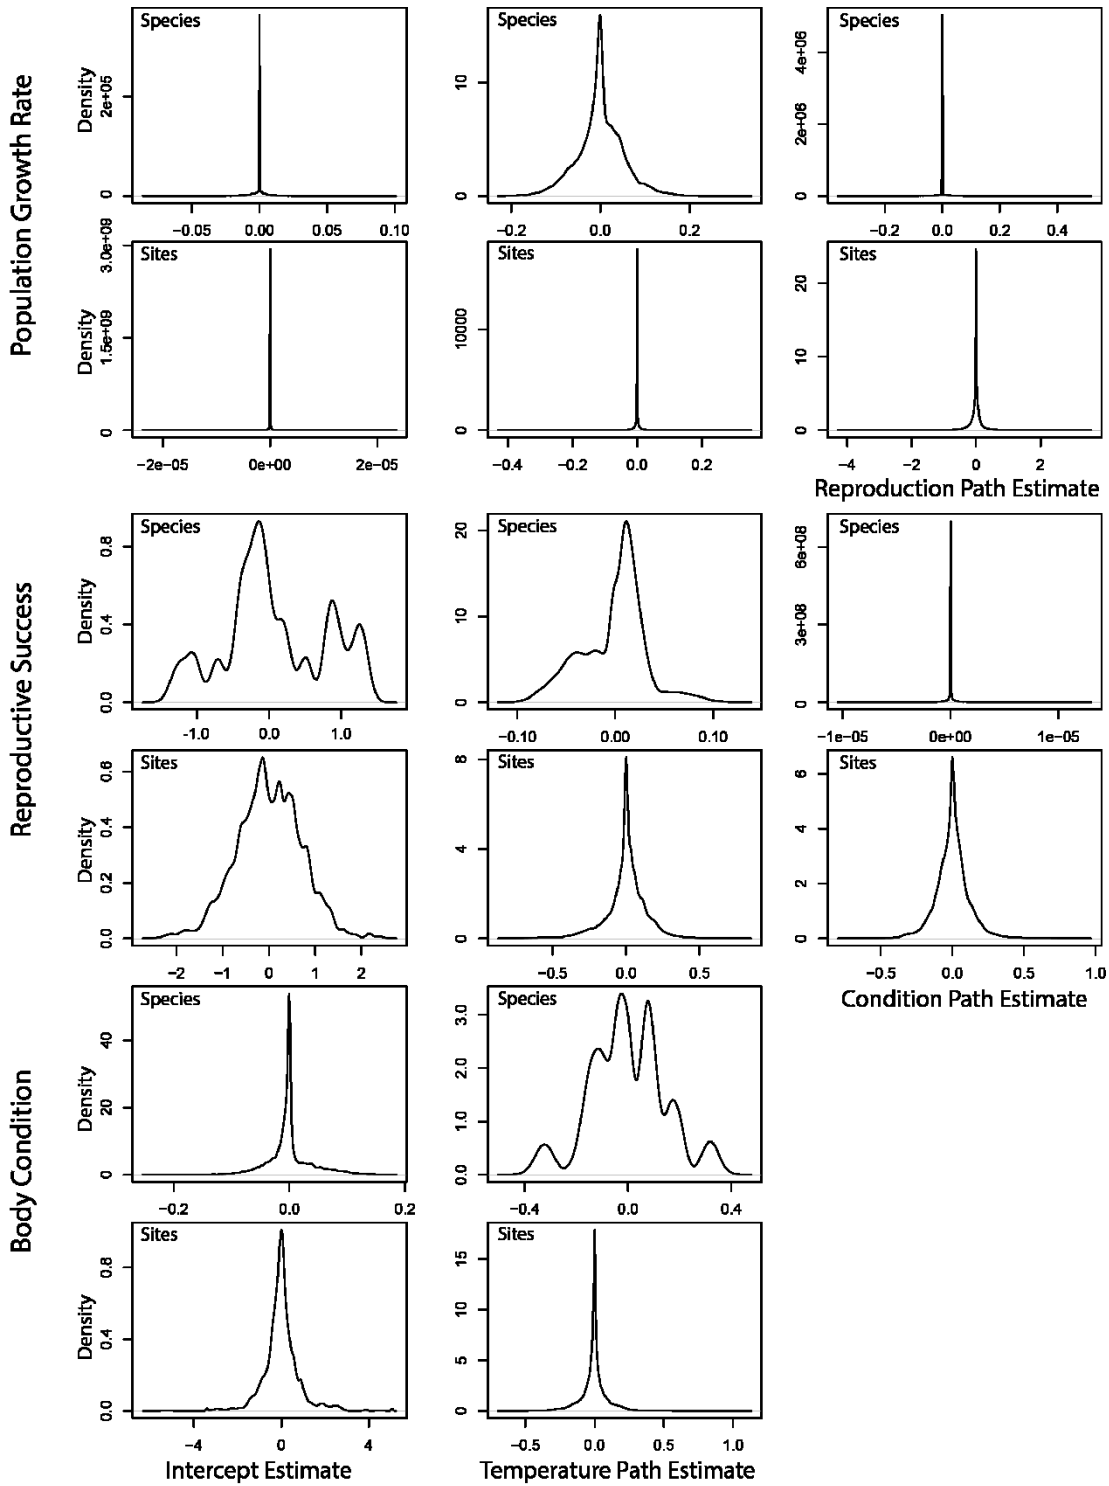 Population Growth Rate
Species
Density
0 2e+05
−0.05 0.00 0.05 0.10
Species
0 10
−0.2 0.0 0.2
Species
0 2e+06 4e+06
−0.2 0.0 0.2 0.4
Sites
Density
0 1.5e+09 3.0e+09
−2e−05 0e+00 2e−05
Sites
0 10000
−0.4 −0.2 0.0 0.2
Sites
0 10 20
−4 −2 0 2
Reproduction Path Estimate
Reproductive Success
Species
Density
0.0 0.4 0.8
-1.0 0.0 1.0
Species
0 10 20
−0.10 0.00 0.10
Species
0 3e+08 6e+08
−1e−05 0e+00 1e−05
Sites
Density
0.0 0.2 0.4 0.6
−2 −1 0 1 2
Sites
0 4 8
−0.5 0.0 0.5
Sites
0 2 4 6
−0.5 0.0 0.5 1.0
Condition Path Estimate
Body Condition
Species
Density
0 20 40
−0.2 0.0 0.2
Species
0.0 1.0 2.0 3.0
−0.4 0.0 0.4
Sites
Density
0.0 0.4 0.8
−4 0 4
Intercept Estimate
Sites
0 5 10 15
−0.5 0.0 0.5 1.0
Temperature Path Estimate